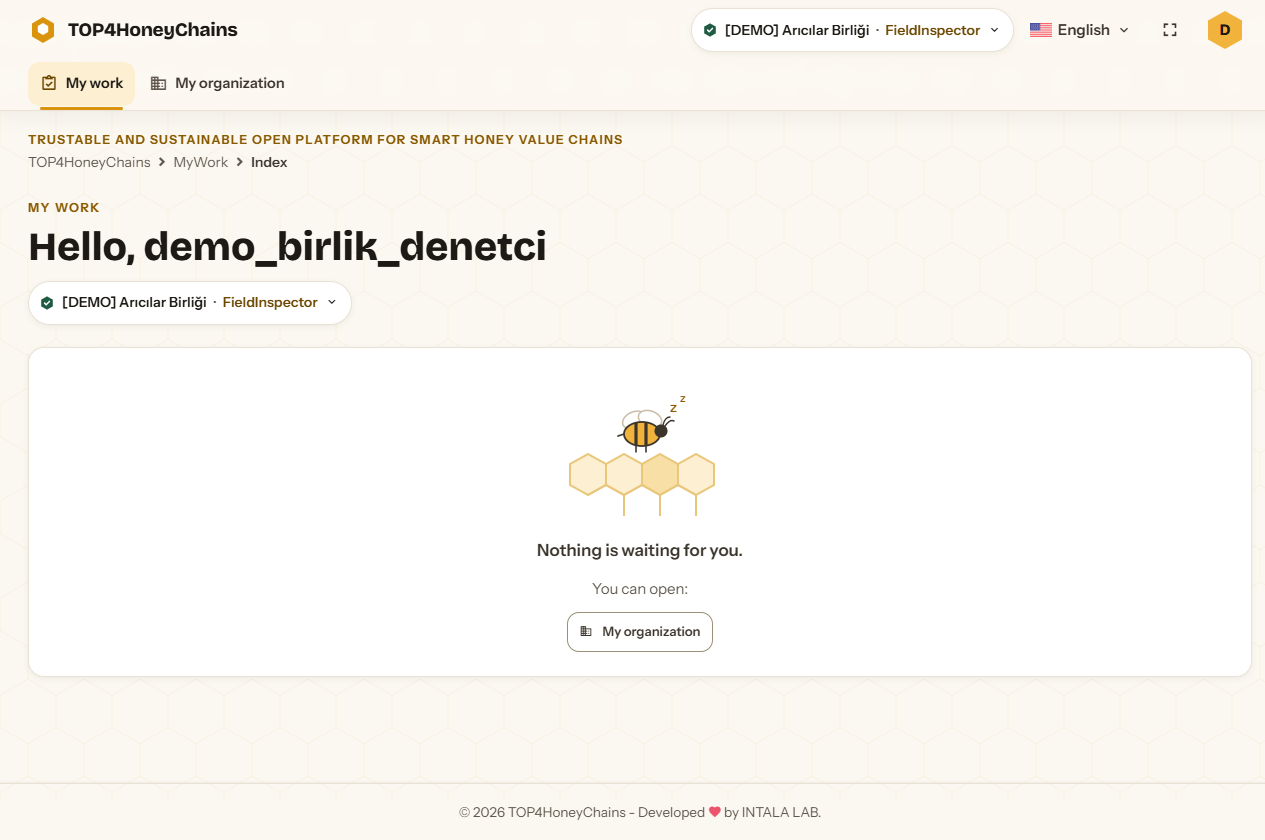 TOP4HoneyChains
[DEMO] Arıcılar Birliği · FieldInspector
English
D
My work
My organization
TRUSTABLE AND SUSTAINABLE OPEN PLATFORM FOR SMART HONEY VALUE CHAINS
TOP4HoneyChains > MyWork > Index
MY WORK
Hello, demo_birlik_denetci
[DEMO] Arıcılar Birliği · FieldInspector
z z
Nothing is waiting for you.
You can open:
My organization
© 2026 TOP4HoneyChains - Developed ❤ by INTALA LAB.